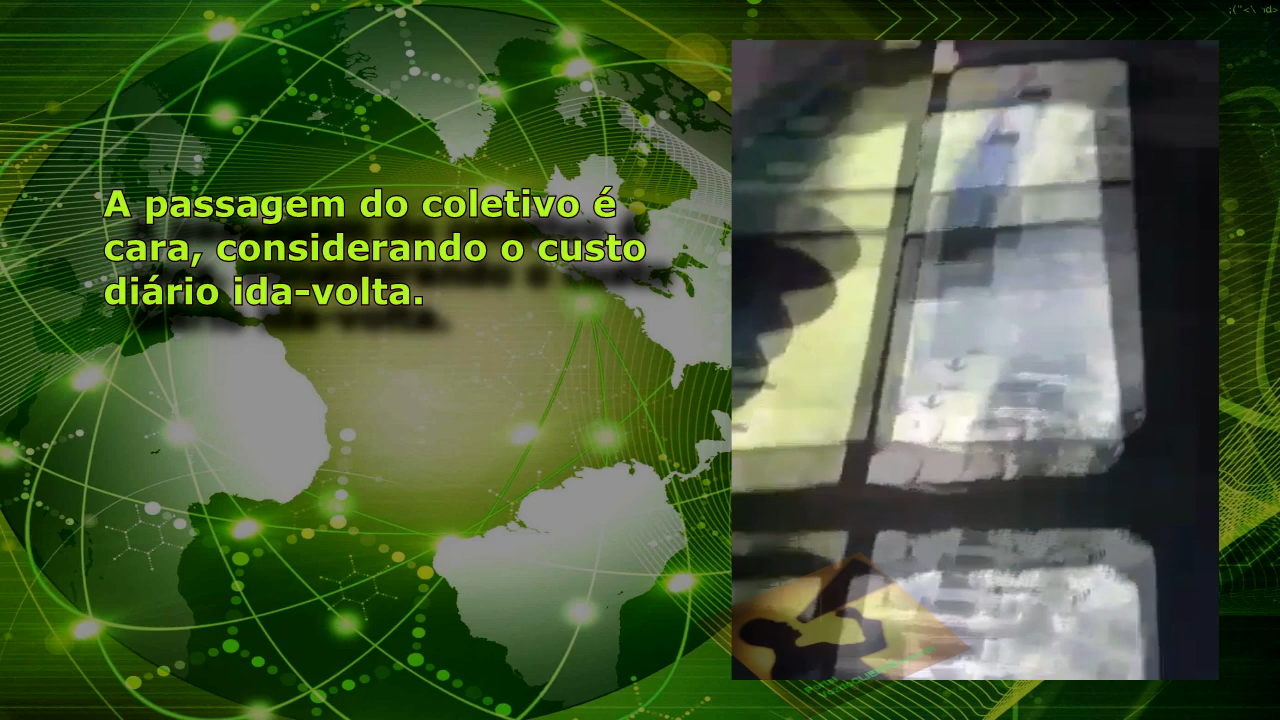 A passagem do coletivo é
cara, considerando o custo
diário ida-volta.